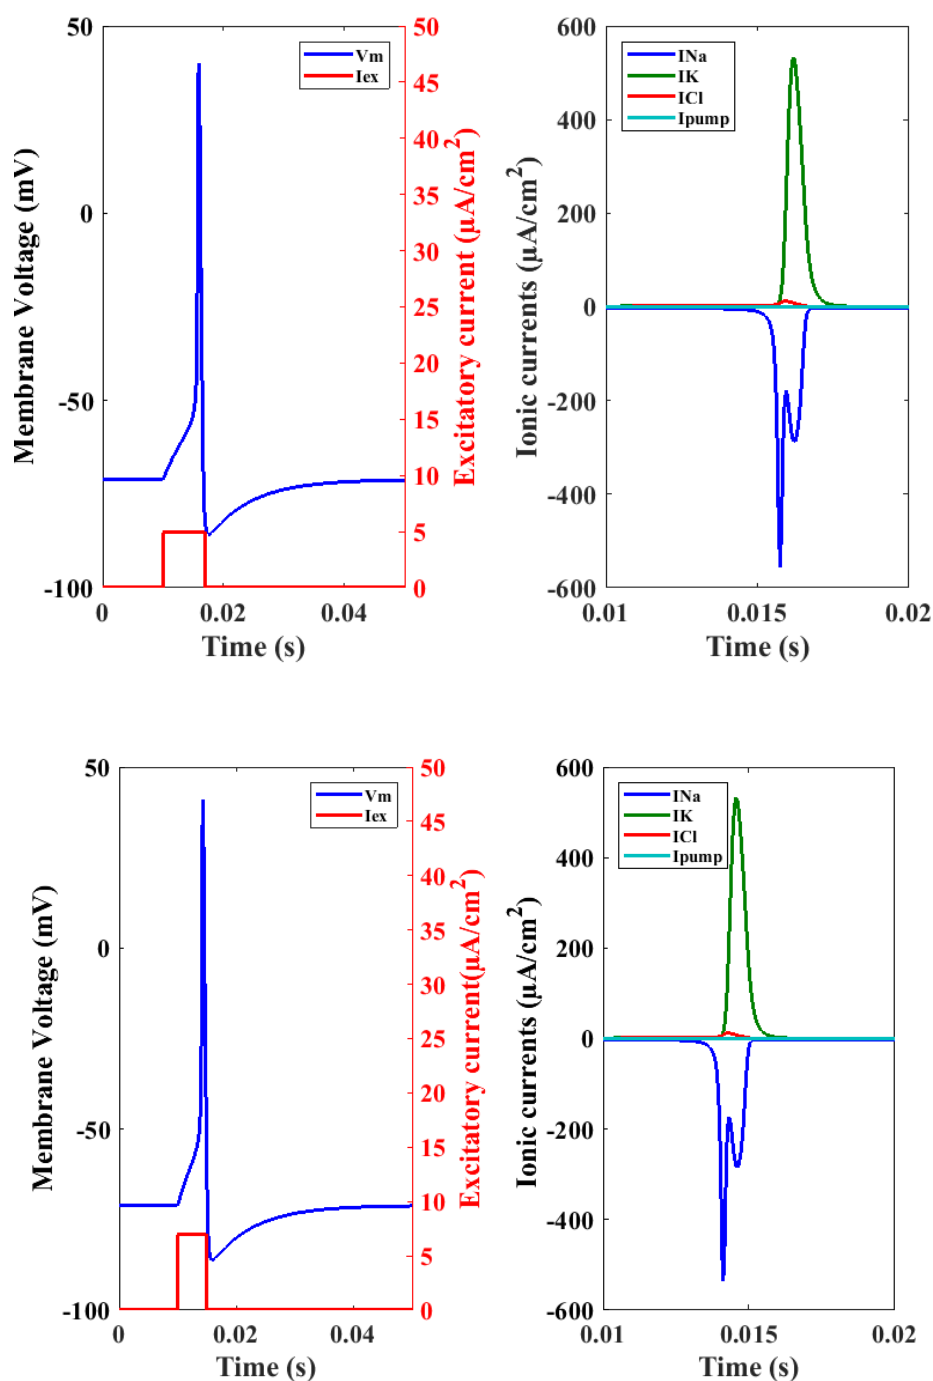 50
0
-50
-100
Membrane Voltage (mV)
Vm
Iex
50
45
40
35
30
25
20
15
10
5
0
Excitatory current (µA/cm²)
0
0.02
0.04
Time (s)
600
400
200
0
-200
-400
-600
Ionic currents (µA/cm²)
INa
IK
ICl
Ipump
0.01
0.015
0.02
Time (s)
50
0
-50
-100
Membrane Voltage (mV)
Vm
Iex
50
45
40
35
30
25
20
15
10
5
0
Excitatory current(µA/cm²)
0
0.02
0.04
Time (s)
600
400
200
0
-200
-400
-600
Ionic currents (µA/cm²)
INa
IK
ICl
Ipump
0.01
0.015
0.02
Time (s)